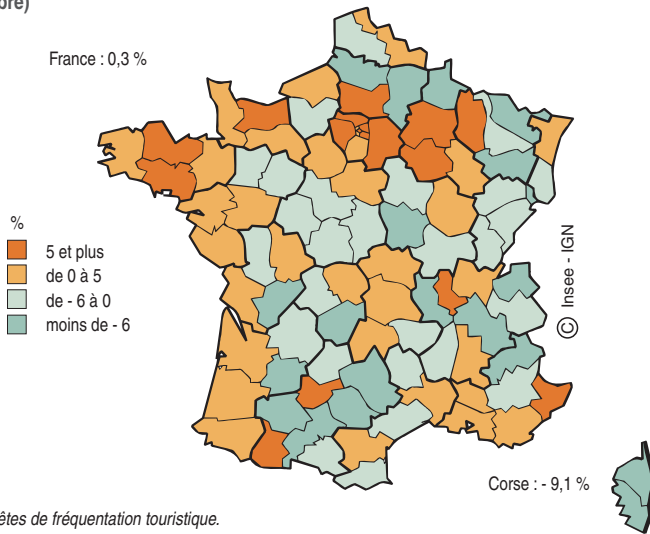 bre)
France : 0,3 %
%
5 et plus
de 0 à 5
de - 6 à 0
moins de - 6
© Insee - IGN
Corse : - 9,1 %
êtes de fréquentation touristique.